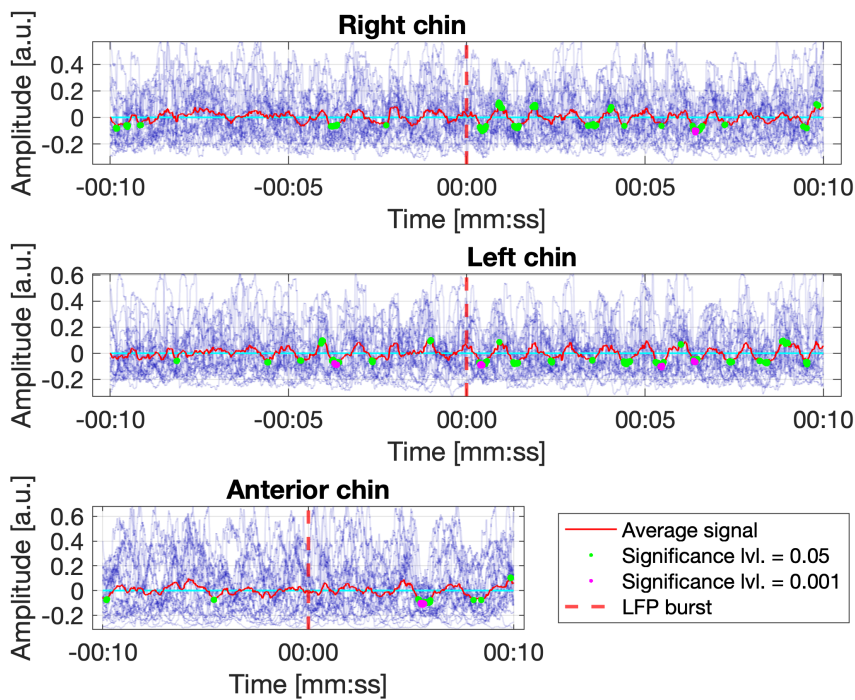 Right chin
Amplitude [a.u.]
0.4
0.2
0
-0.2
-00:10 -00:05 00:00 00:05 00:10
Time [mm:ss]
Left chin
Amplitude [a.u.]
0.6
0.4
0.2
0
-0.2
-00:10 -00:05 00:00 00:05 00:10
Time [mm:ss]
Anterior chin
Amplitude [a.u.]
0.6
0.4
0.2
0
-0.2
-00:10 00:00 00:10
Time [mm:ss]
Average signal
Significance lvl. = 0.05
Significance lvl. = 0.001
LFP burst